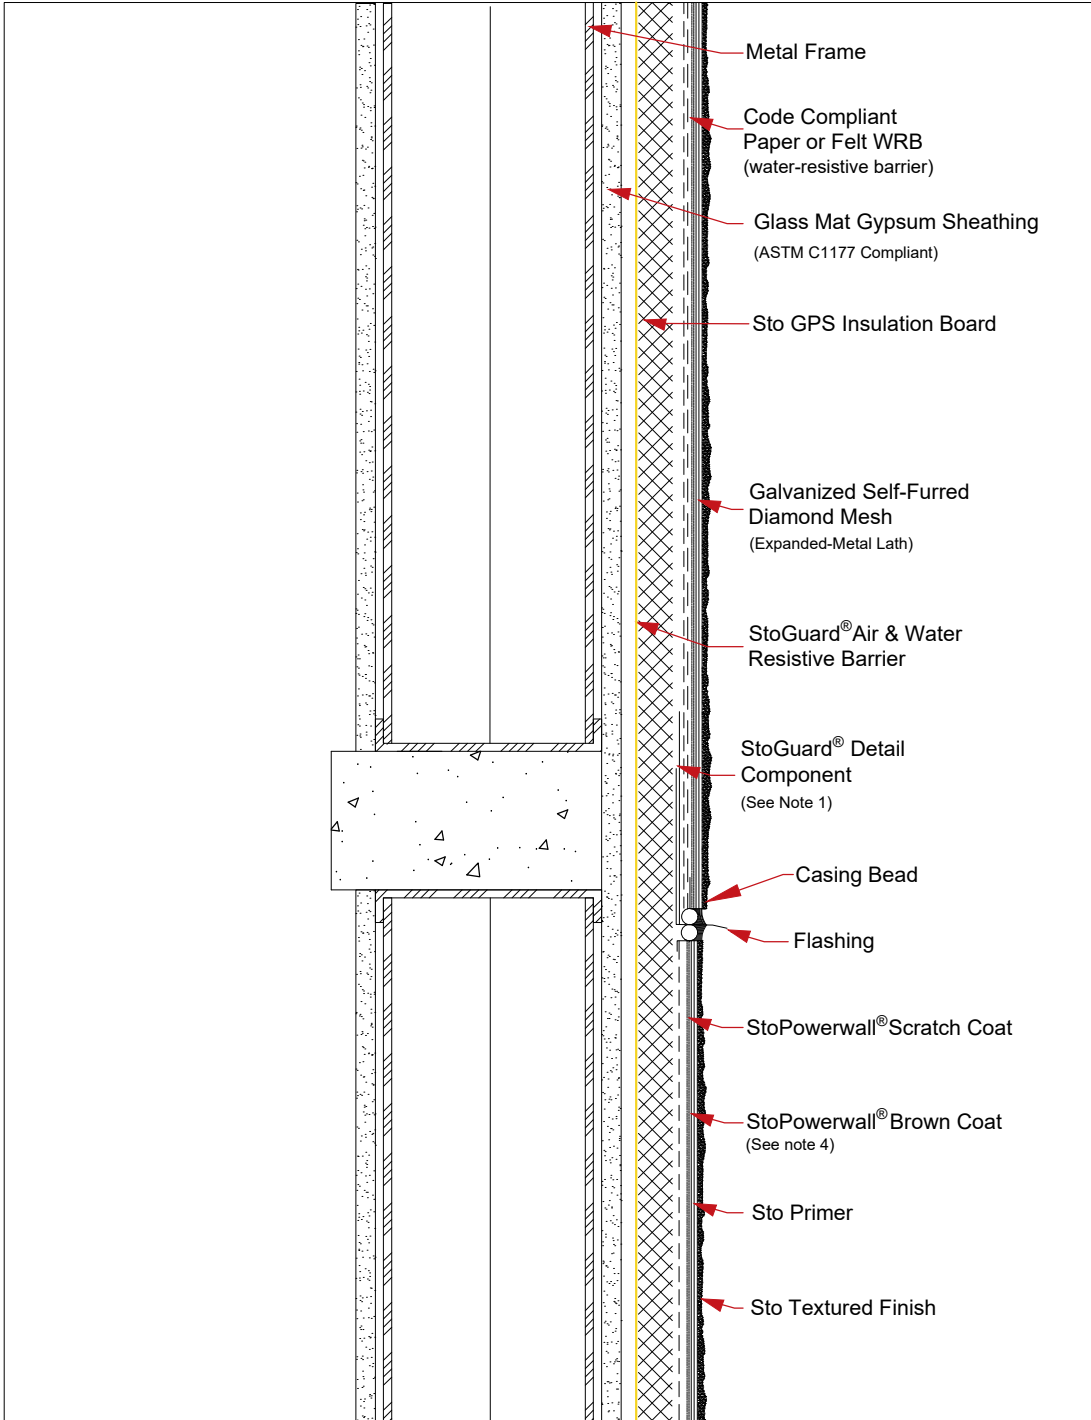 Metal Frame
Code Compliant
Paper or Felt WRB
(water-resistive barrier)
Glass Mat Gypsum Sheathing
(ASTM C1177 Compliant)
Sto GPS Insulation Board
Galvanized Self-Furred
Diamond Mesh
(Expanded-Metal Lath)
StoGuard® Air & Water
Resistive Barrier
StoGuard® Detail
Component
(See Note 1)
Casing Bead
Flashing
StoPowerwall® Scratch Coat
StoPowerwall® Brown Coat
(See note 4)
Sto Primer
Sto Textured Finish